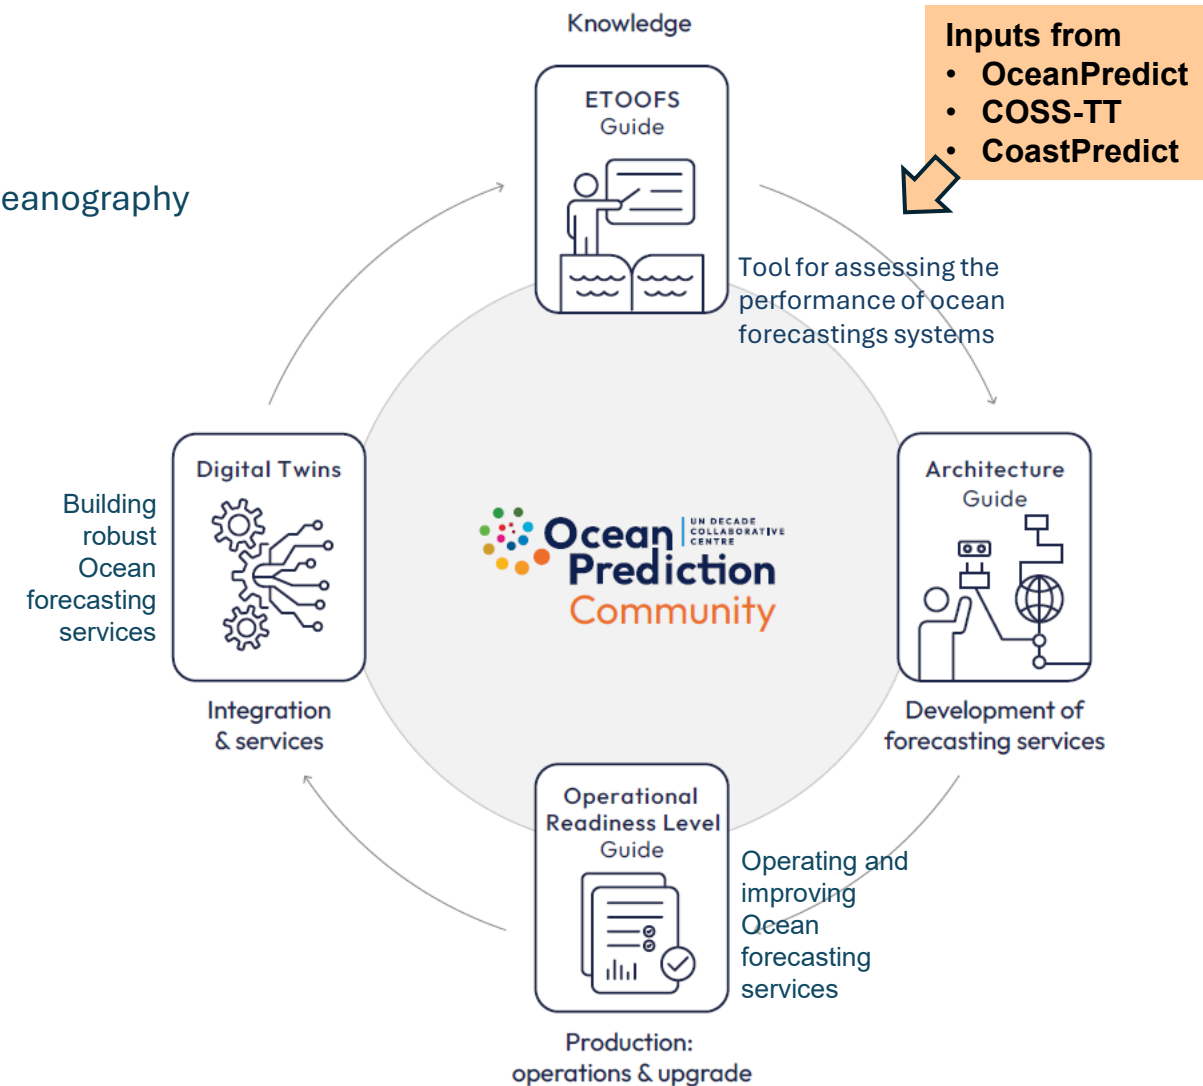 Knowledge
Inputs from
• OceanPredict
• COSS-TT
• CoastPredict
ETOOFS
Guide
eanography
Tool for assessing the
performance of ocean
forecastings systems
Digital Twins
Building
robust
Ocean
forecasting
services
Integration
& services
Ocean
UN DECADE
COLLABORATIVE
CENTRE
Prediction
Community
Architecture
Guide
Development of
forecasting services
Operational
Readiness Level
Guide
Operating and
improving
Ocean
forecasting
services
Production:
operations & upgrade